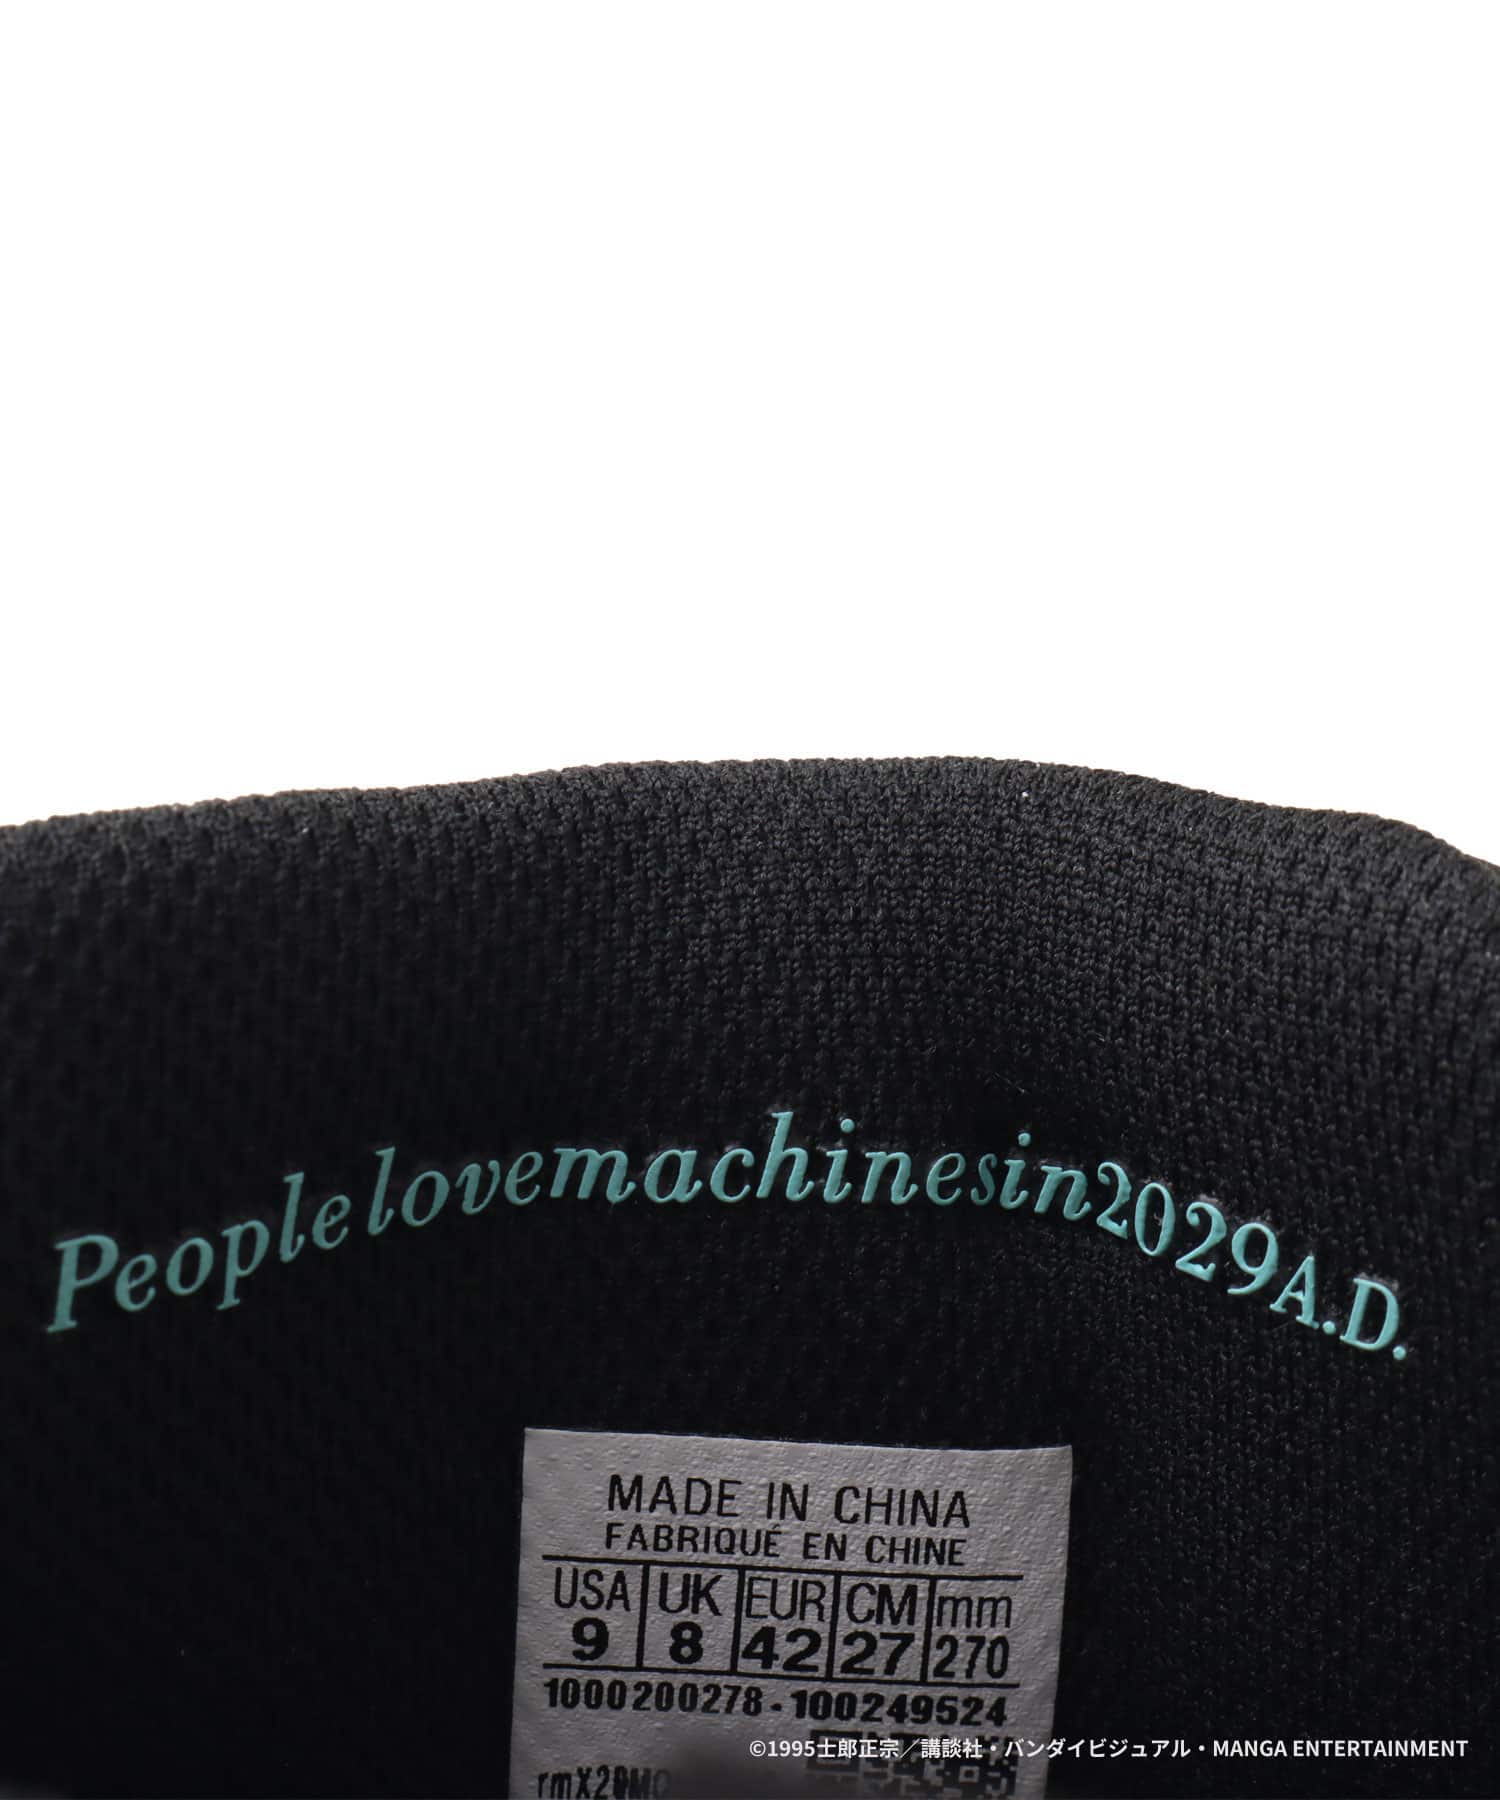 Peoplelovemachinesin2029A.D.
MADE IN CHINA
FABRIQUÉ EN CHINE
USA UK EUR CM mm
9 8 42 27 270
1000200278-100249524
©1995士郎正宗／講談社・バンダイビジュアル・MANGA ENTERTAINMENT